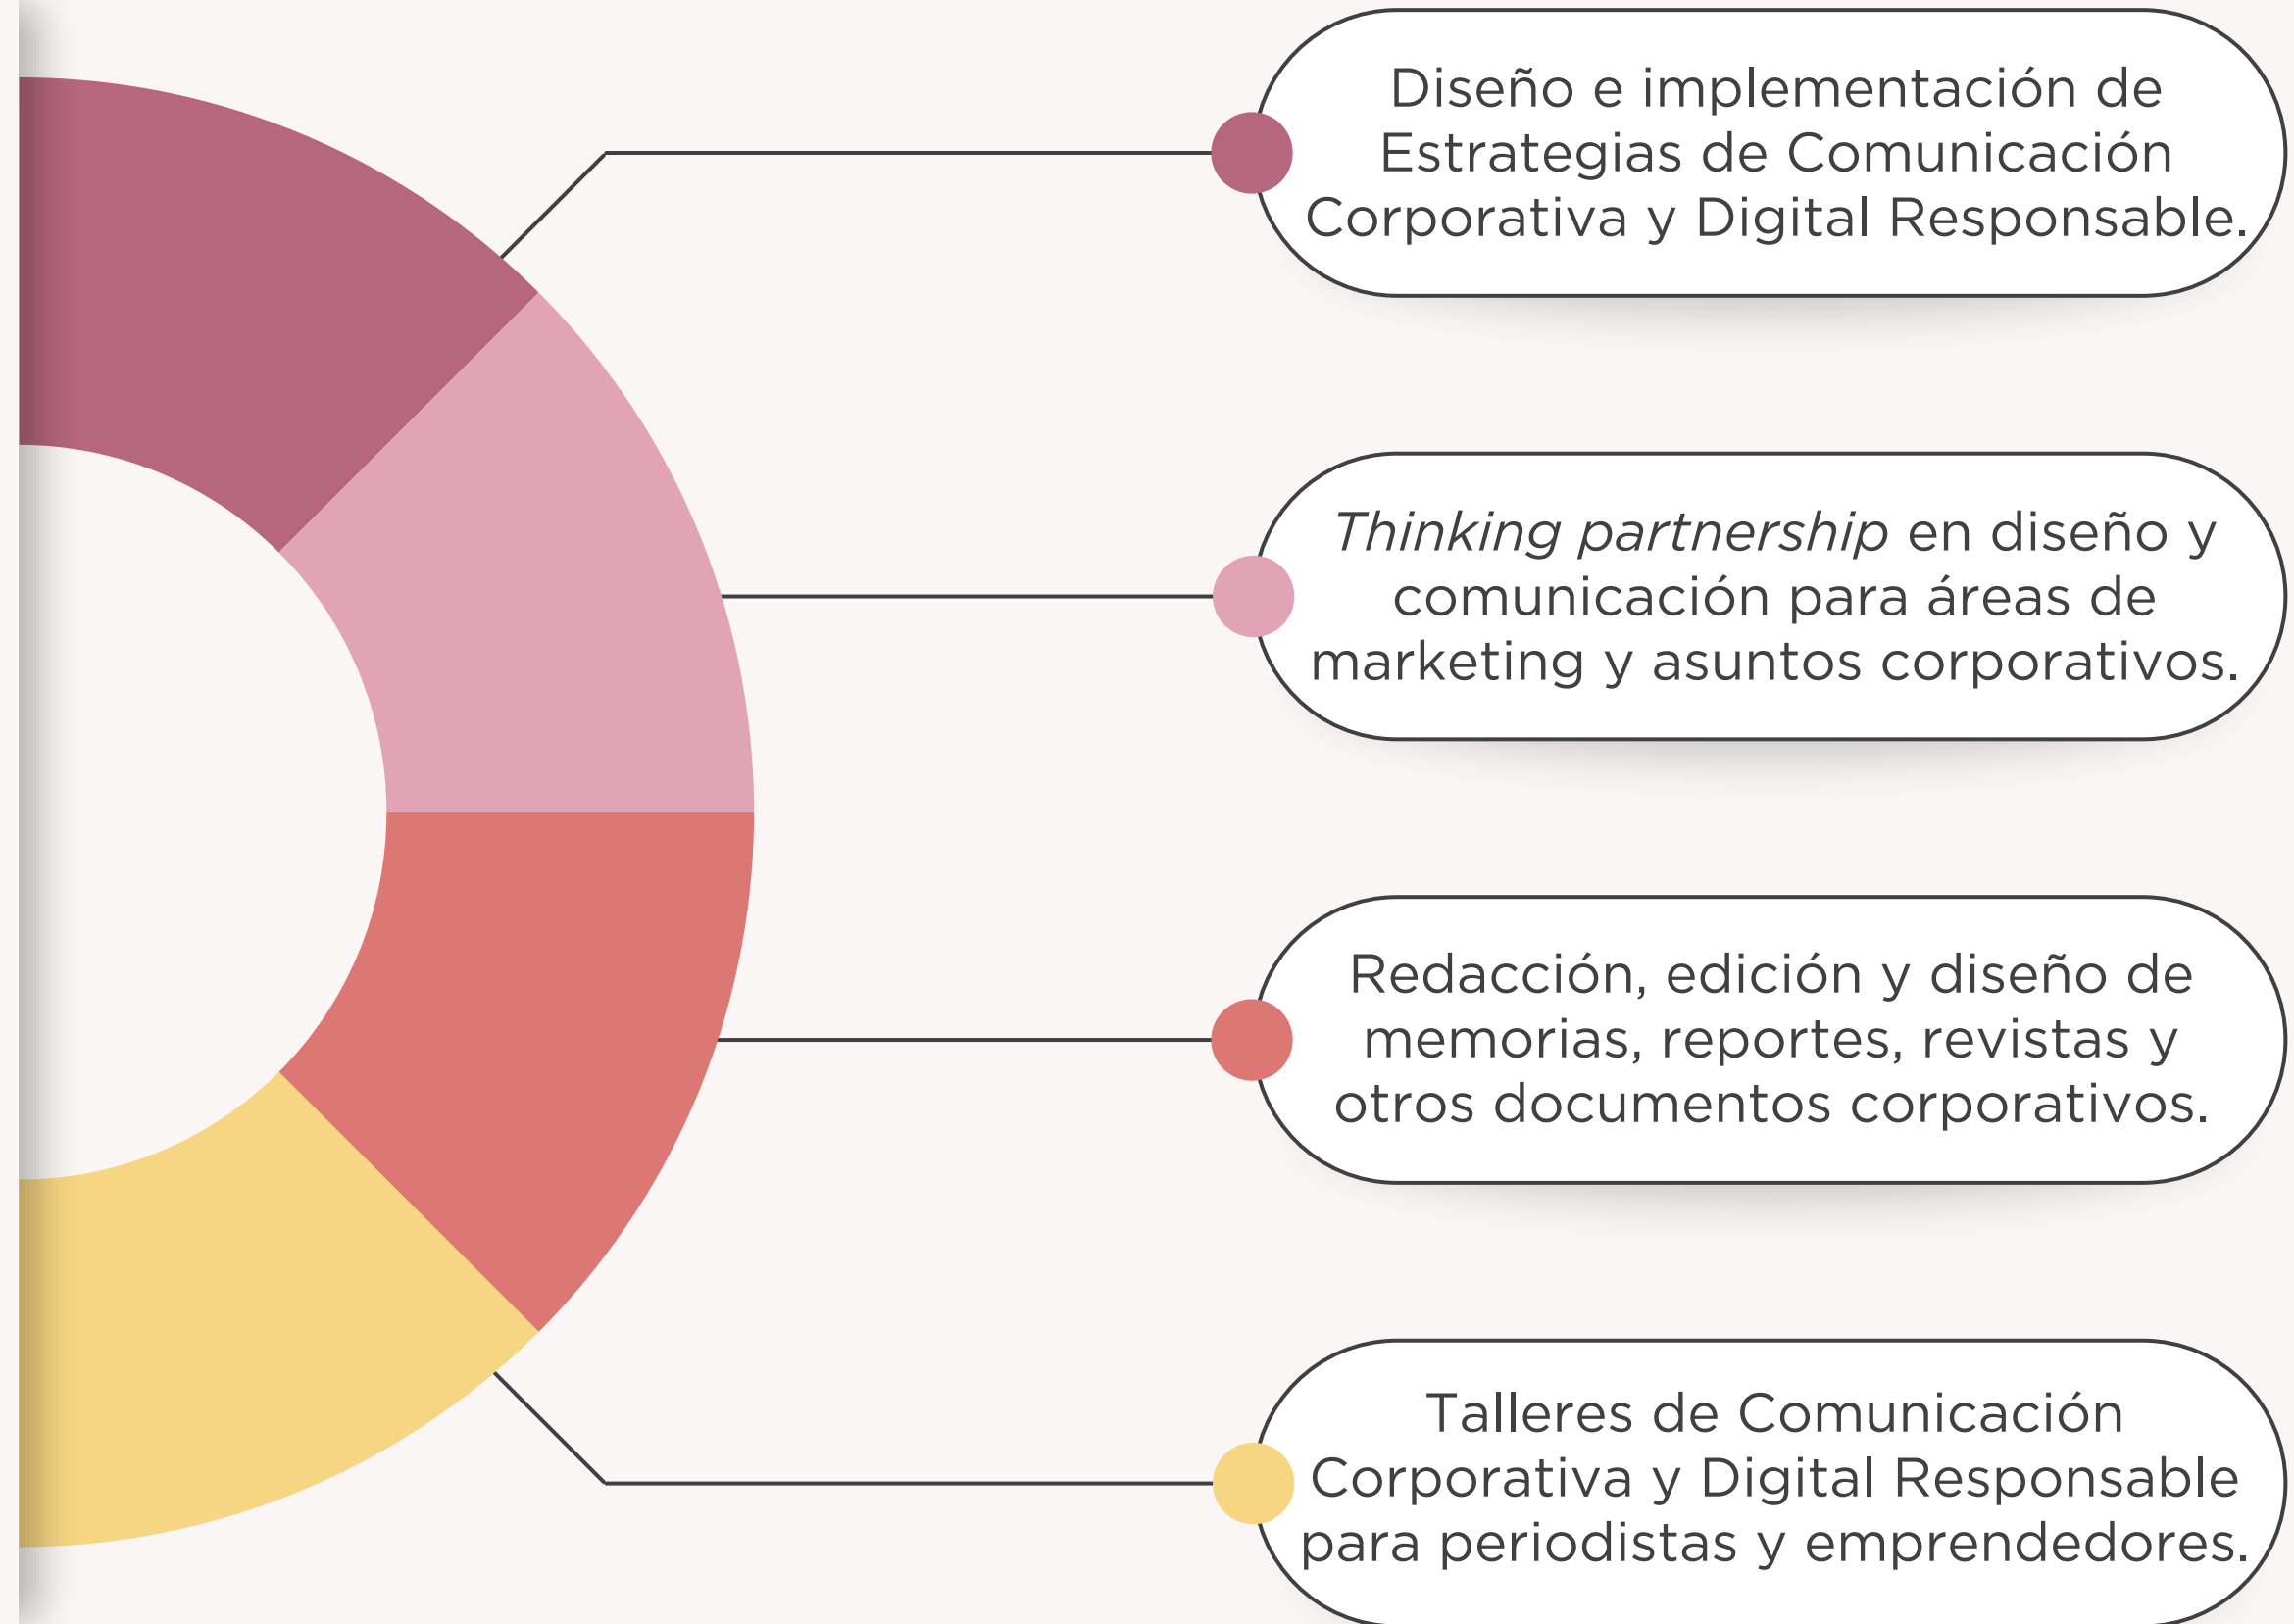 Diseño e implementación de
Estrategias de Comunicación
Corporativa y Digital Responsable.
Thinking partnership en diseño y
comunicación para áreas de
marketing y asuntos corporativos.
Redacción, edición y diseño de
memorias, reportes, revistas y
otros documentos corporativos.
Talleres de Comunicación
Corporativa y Digital Responsable
para periodistas y emprendedores.